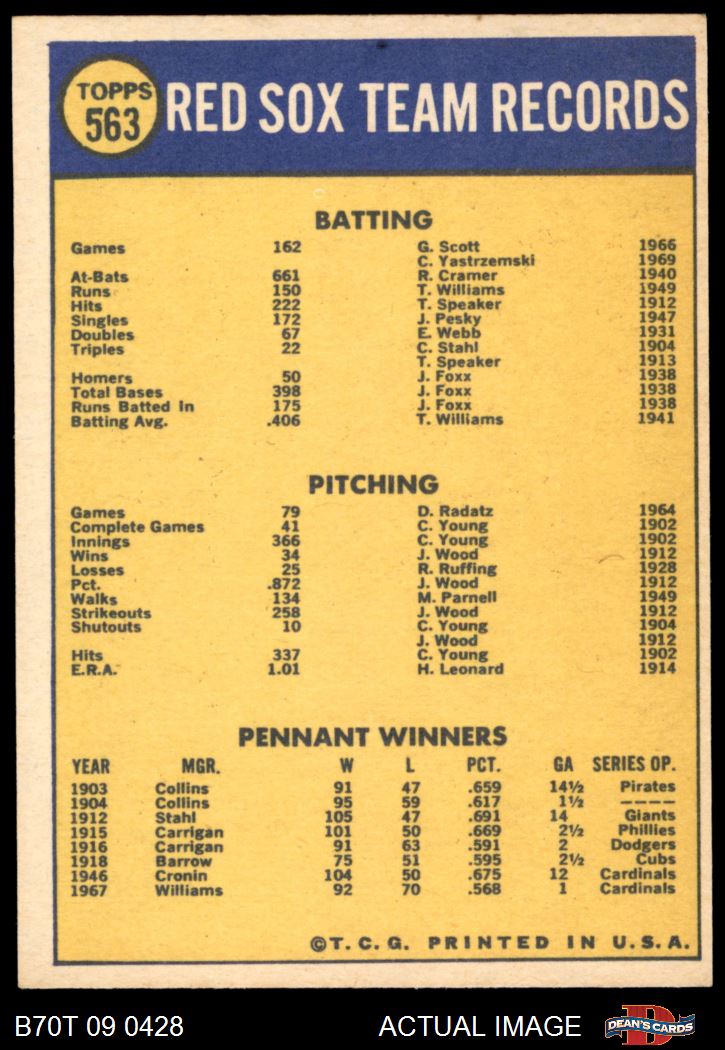 TOPPS
563
RED SOX TEAM RECORDS
BATTING
Games 162 G. Scott 1966
C. Yastrzemski 1969
At-Bats 661 R. Cramer 1940
Runs 150 T. Williams 1949
Hits 222 T. Speaker 1912
Singles 172 J. Pesky 1947
Doubles 67 E. Webb 1931
Triples 22 C. Stahl 1904
T. Speaker 1913
Homers 50 J. Foxx 1938
Total Bases 398 J. Foxx 1938
Runs Batted In 175 J. Foxx 1938
Batting Avg. .406 T. Williams 1941
PITCHING
Games 79 D. Radatz 1964
Complete Games 41 C. Young 1902
Innings 366 C. Young 1902
Wins 34 J. Wood 1912
Losses 25 R. Ruffing 1928
Pct. .872 J. Wood 1912
Walks 134 M. Parnell 1949
Strikeouts 258 J. Wood 1912
Shutouts 10 C. Young 1904
J. Wood 1912
Hits 337 C. Young 1902
E.R.A. 1.01 H. Leonard 1914
PENNANT WINNERS
YEAR MGR. W L PCT. GA SERIES OP.
1903 Collins 91 47 .659 14½ Pirates
1904 Collins 95 59 .617 1½ ----
1912 Stahl 105 47 .691 14 Giants
1915 Carrigan 101 50 .669 2½ Phillies
1916 Carrigan 91 63 .591 2 Dodgers
1918 Barrow 75 51 .595 2½ Cubs
1946 Cronin 104 50 .675 12 Cardinals
1967 Williams 92 70 .568 1 Cardinals
©T.C.G. PRINTED IN U.S.A.
B70T 09 0428 ACTUAL IMAGE DEAN'S CARDS